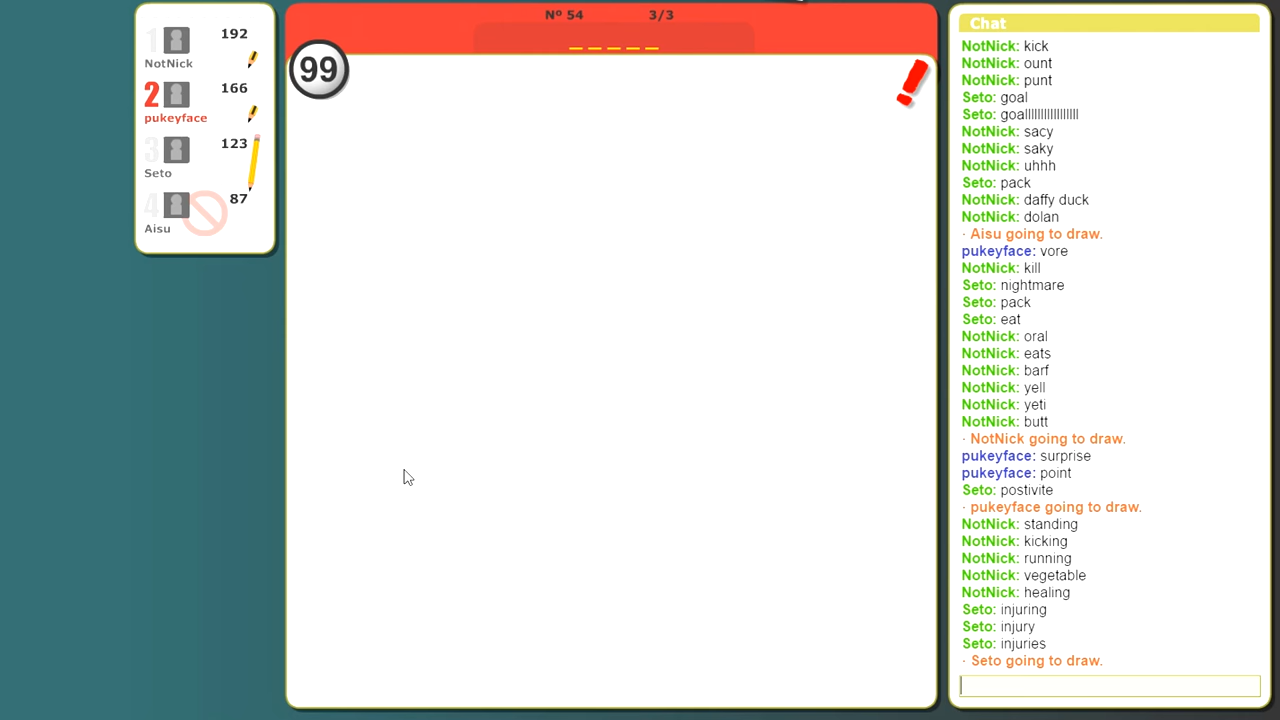 1
192
NotNick
2
166
pukeyface
3
123
Seto
4
87
Aisu
Nº 54 3/3
_ _ _ _ _
99
!
Chat
NotNick: kick
NotNick: ount
NotNick: punt
Seto: goal
Seto: goalllllllllllllllll
NotNick: sacy
NotNick: saky
NotNick: uhhh
Seto: pack
NotNick: daffy duck
NotNick: dolan
· Aisu going to draw.
pukeyface: vore
NotNick: kill
Seto: nightmare
Seto: pack
Seto: eat
NotNick: oral
NotNick: eats
NotNick: barf
NotNick: yell
NotNick: yeti
NotNick: butt
· NotNick going to draw.
pukeyface: surprise
pukeyface: point
Seto: postivite
· pukeyface going to draw.
NotNick: standing
NotNick: kicking
NotNick: running
NotNick: vegetable
NotNick: healing
Seto: injuring
Seto: injury
Seto: injuries
· Seto going to draw.